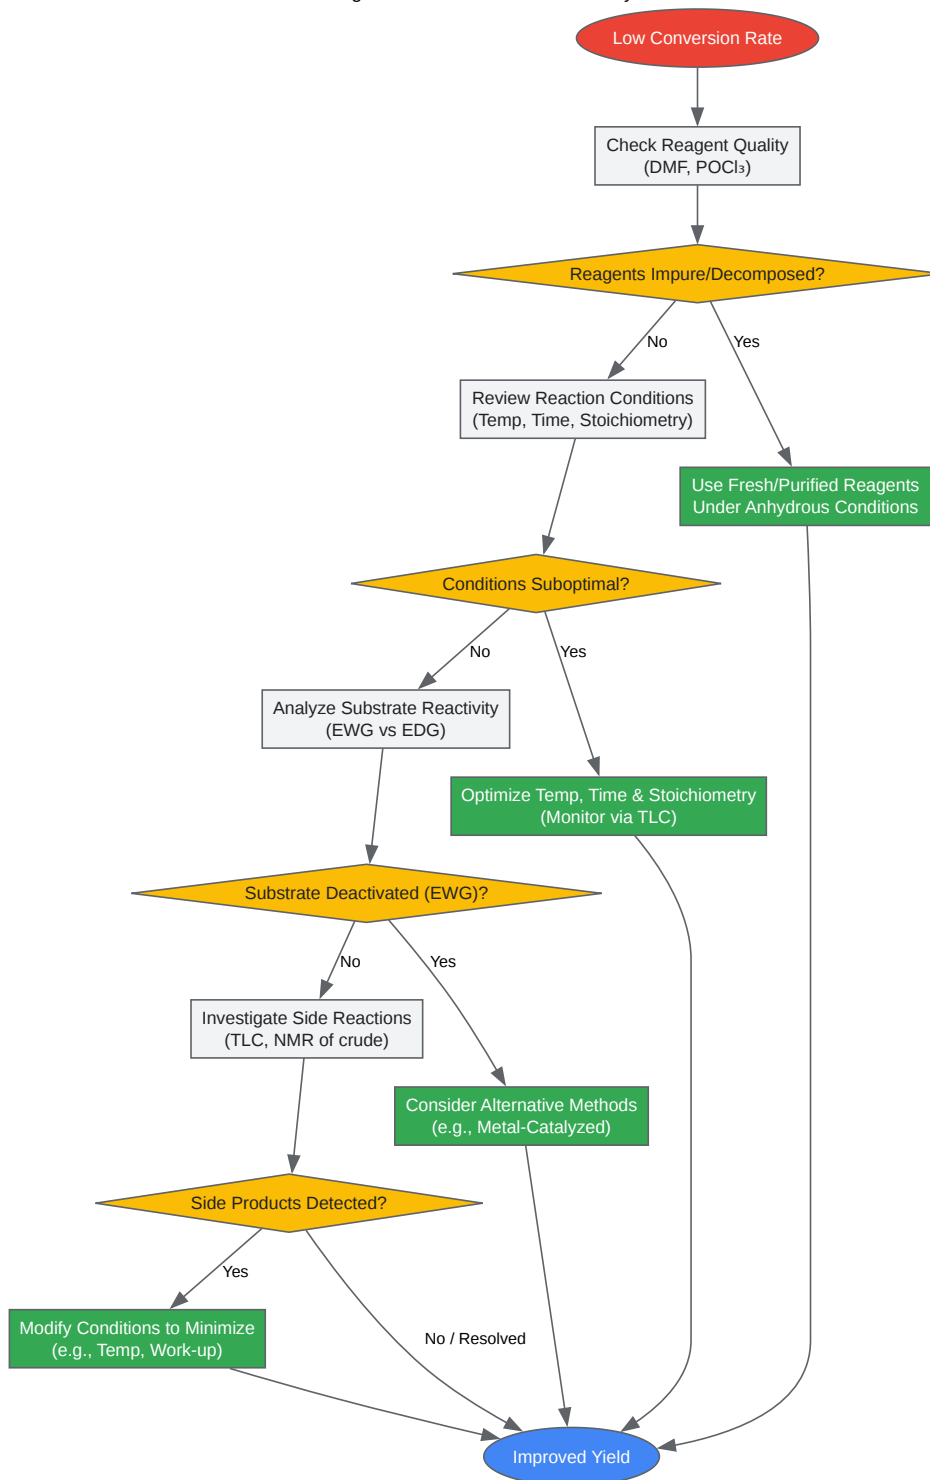 Low Conversion Rate
Check Reagent Quality
(DMF, POCl₃)
Reagents Impure/Decomposed?
No
Yes
Review Reaction Conditions
(Temp, Time, Stoichiometry)
Use Fresh/Purified Reagents
Under Anhydrous Conditions
Conditions Suboptimal?
No
Yes
Analyze Substrate Reactivity
(EWG vs EDG)
Optimize Temp, Time & Stoichiometry
(Monitor via TLC)
Substrate Deactivated (EWG)?
No
Yes
Investigate Side Reactions
(TLC, NMR of crude)
Consider Alternative Methods
(e.g., Metal-Catalyzed)
Side Products Detected?
Yes
No / Resolved
Modify Conditions to Minimize
(e.g., Temp, Work-up)
Improved Yield